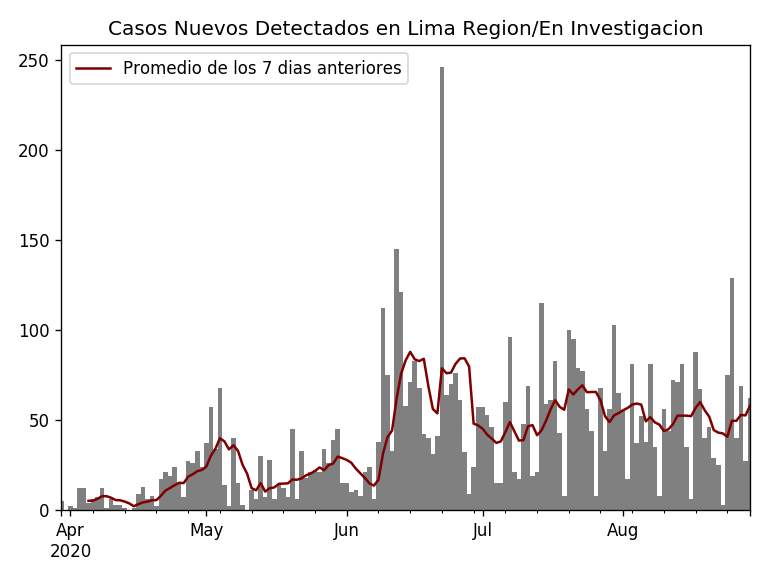 Casos Nuevos Detectados en Lima Region/En Investigacion
Promedio de los 7 dias anteriores
250
200
150
100
50
0
Apr
2020
May
Jun
Jul
Aug